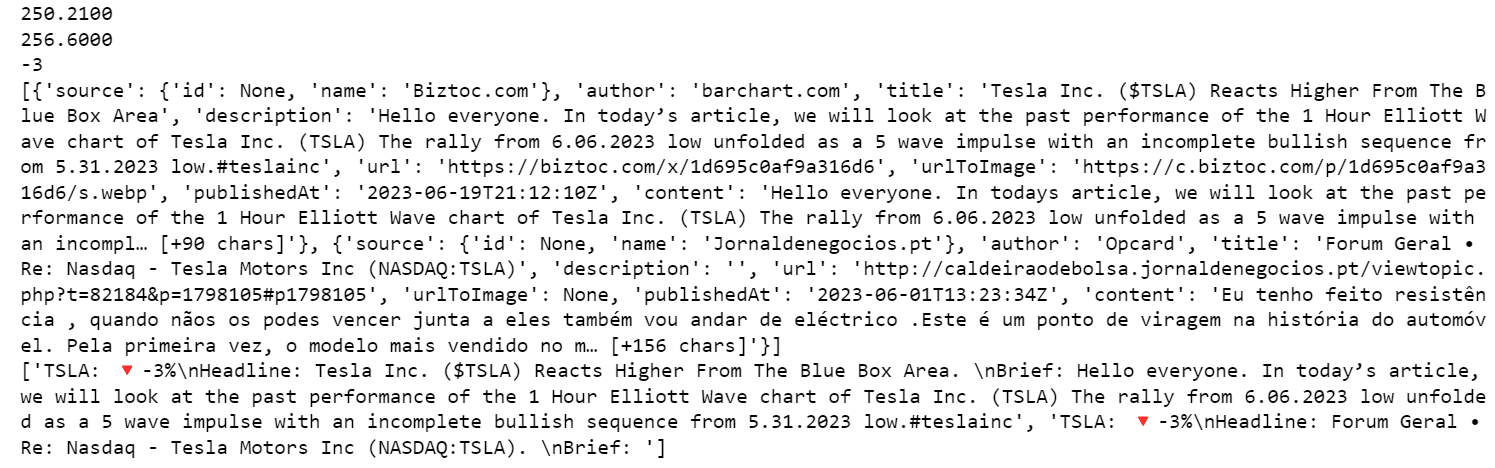 250.2100
256.6000
-3
[{'source': {'id': None, 'name': 'Biztoc.com'}, 'author': 'barchart.com', 'title': 'Tesla Inc. ($TSLA) Reacts Higher From The B
lue Box Area', 'description': 'Hello everyone. In today’s article, we will look at the past performance of the 1 Hour Elliott W
ave chart of Tesla Inc. (TSLA) The rally from 6.06.2023 low unfolded as a 5 wave impulse with an incomplete bullish sequence fr
om 5.31.2023 low.#teslainc', 'url': 'https://biztoc.com/x/1d695c0af9a316d6', 'urlToImage': 'https://c.biztoc.com/p/1d695c0af9a3
16d6/s.webp', 'publishedAt': '2023-06-19T21:12:10Z', 'content': 'Hello everyone. In todays article, we will look at the past pe
rformance of the 1 Hour Elliott Wave chart of Tesla Inc. (TSLA) The rally from 6.06.2023 low unfolded as a 5 wave impulse with
an incompl… [+90 chars]'}, {'source': {'id': None, 'name': 'Jornaldenegocios.pt'}, 'author': 'Opcard', 'title': 'Forum Geral •
Re: Nasdaq - Tesla Motors Inc (NASDAQ:TSLA)', 'description': '', 'url': 'http://caldeiraodebolsa.jornaldenegocios.pt/viewtopic.
php?t=82184&p=1798105#p1798105', 'urlToImage': None, 'publishedAt': '2023-06-01T13:23:34Z', 'content': 'Eu tenho feito resistên
cia , quando nãos os podes vencer junta a eles também vou andar de eléctrico .Este é um ponto de viragem na história do automóv
el. Pela primeira vez, o modelo mais vendido no m… [+156 chars]'}]
['TSLA: 🔻-3%\nHeadline: Tesla Inc. ($TSLA) Reacts Higher From The Blue Box Area. \nBrief: Hello everyone. In today’s article,
we will look at the past performance of the 1 Hour Elliott Wave chart of Tesla Inc. (TSLA) The rally from 6.06.2023 low unfolde
d as a 5 wave impulse with an incomplete bullish sequence from 5.31.2023 low.#teslainc', 'TSLA: 🔻-3%\nHeadline: Forum Geral •
Re: Nasdaq - Tesla Motors Inc (NASDAQ:TSLA). \nBrief: ']